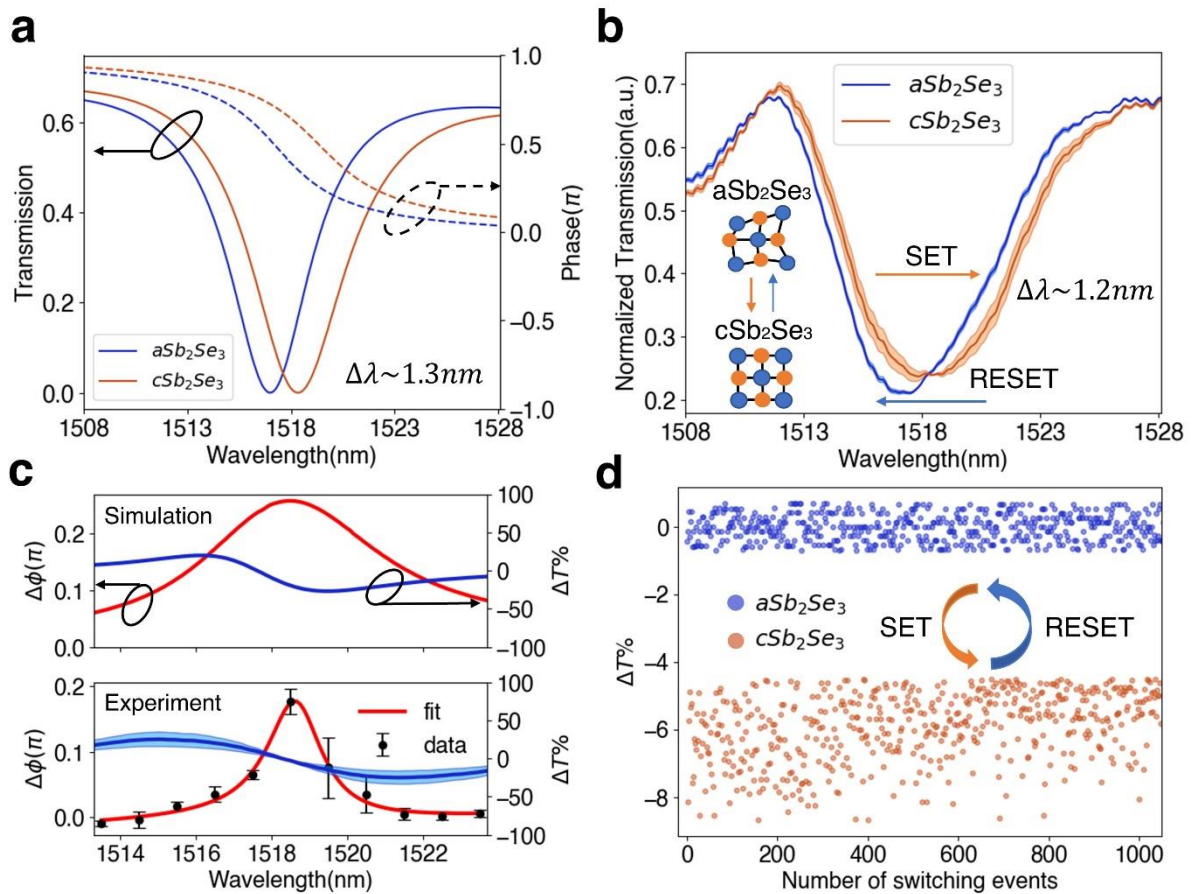 a
Transmission
0.6
0.4
0.2
0.0
1.0
0.5
0.0
−0.5
−1.0
Phase(π)
aSb₂Se₃
cSb₂Se₃
Δλ~1.3nm
1508 1513 1518 1523 1528
Wavelength(nm)
b
Normalized Transmission(a.u.)
0.7
0.6
0.5
0.4
0.3
0.2
aSb₂Se₃
cSb₂Se₃
aSb₂Se₃
SET
Δλ~1.2nm
cSb₂Se₃
RESET
1508 1513 1518 1523 1528
Wavelength(nm)
c
Simulation
Δϕ(π)
0.2
0.1
0.0
100
50
0
−50
−100
ΔT%
Experiment
Δϕ(π)
0.2
0.1
0.0
fit
data
100
50
0
−50
−100
ΔT%
1514 1516 1518 1520 1522
Wavelength(nm)
d
ΔT%
0
−2
−4
−6
−8
aSb₂Se₃
cSb₂Se₃
SET
RESET
0 200 400 600 800 1000
Number of switching events